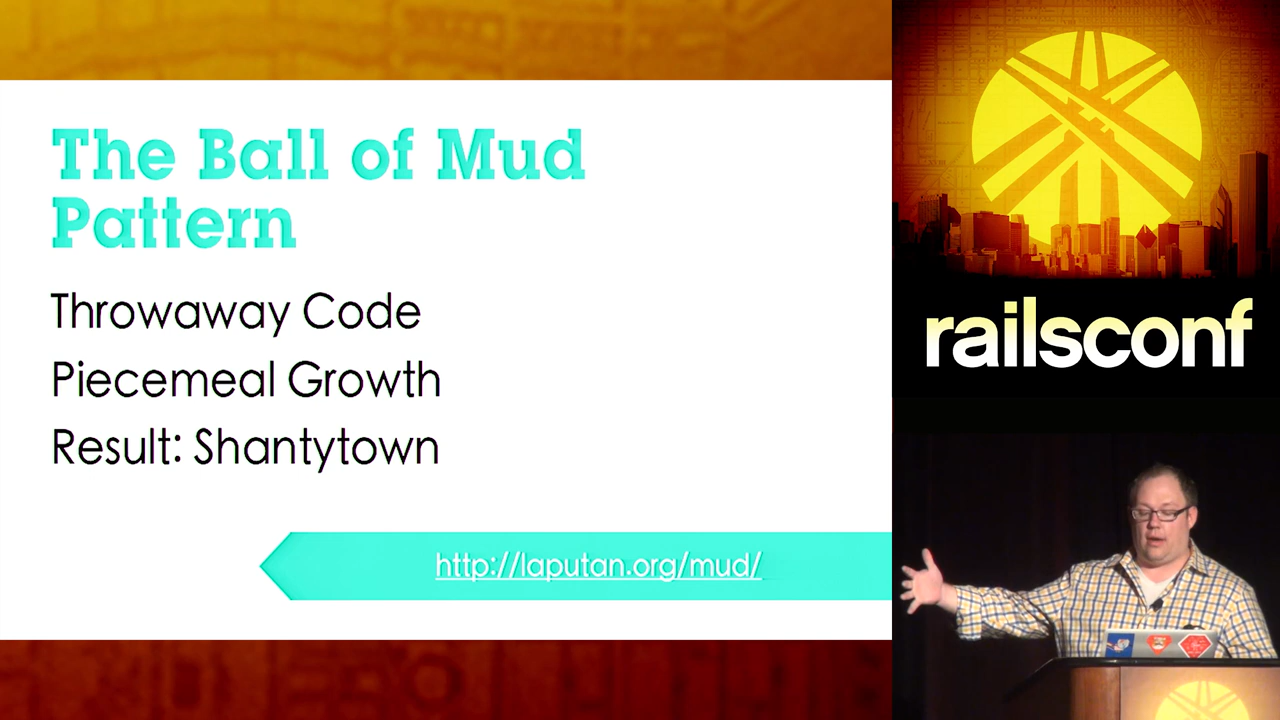 The Ball of Mud
Pattern
Throwaway Code
Piecemeal Growth
Result: Shantytown
http://laputan.org/mud/
railsconf